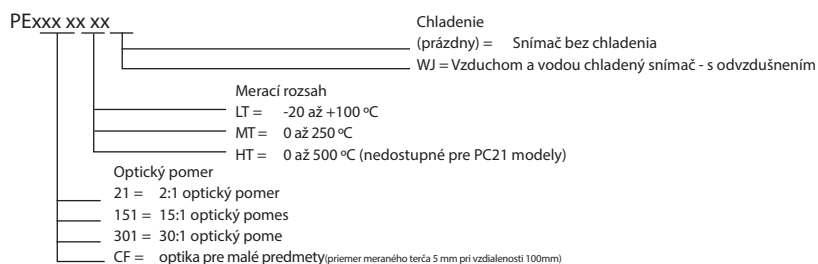 PExxx xx xx
Chladenie
(prázdny) = Snímač bez chladenia
WJ = Vzduchom a vodou chladený snímač - s odvzdušnením
Merací rozsah
LT = -20 až +100 ºC
MT = 0 až 250 ºC
HT = 0 až 500 ºC (nedostupné pre PC21 modely)
Optický pomer
21 = 2:1 optický pomer
151 = 15:1 optický pomes
301 = 30:1 optický pome
CF = optika pre malé predmety(priemer meraného terča 5 mm pri vzdialenosti 100mm)